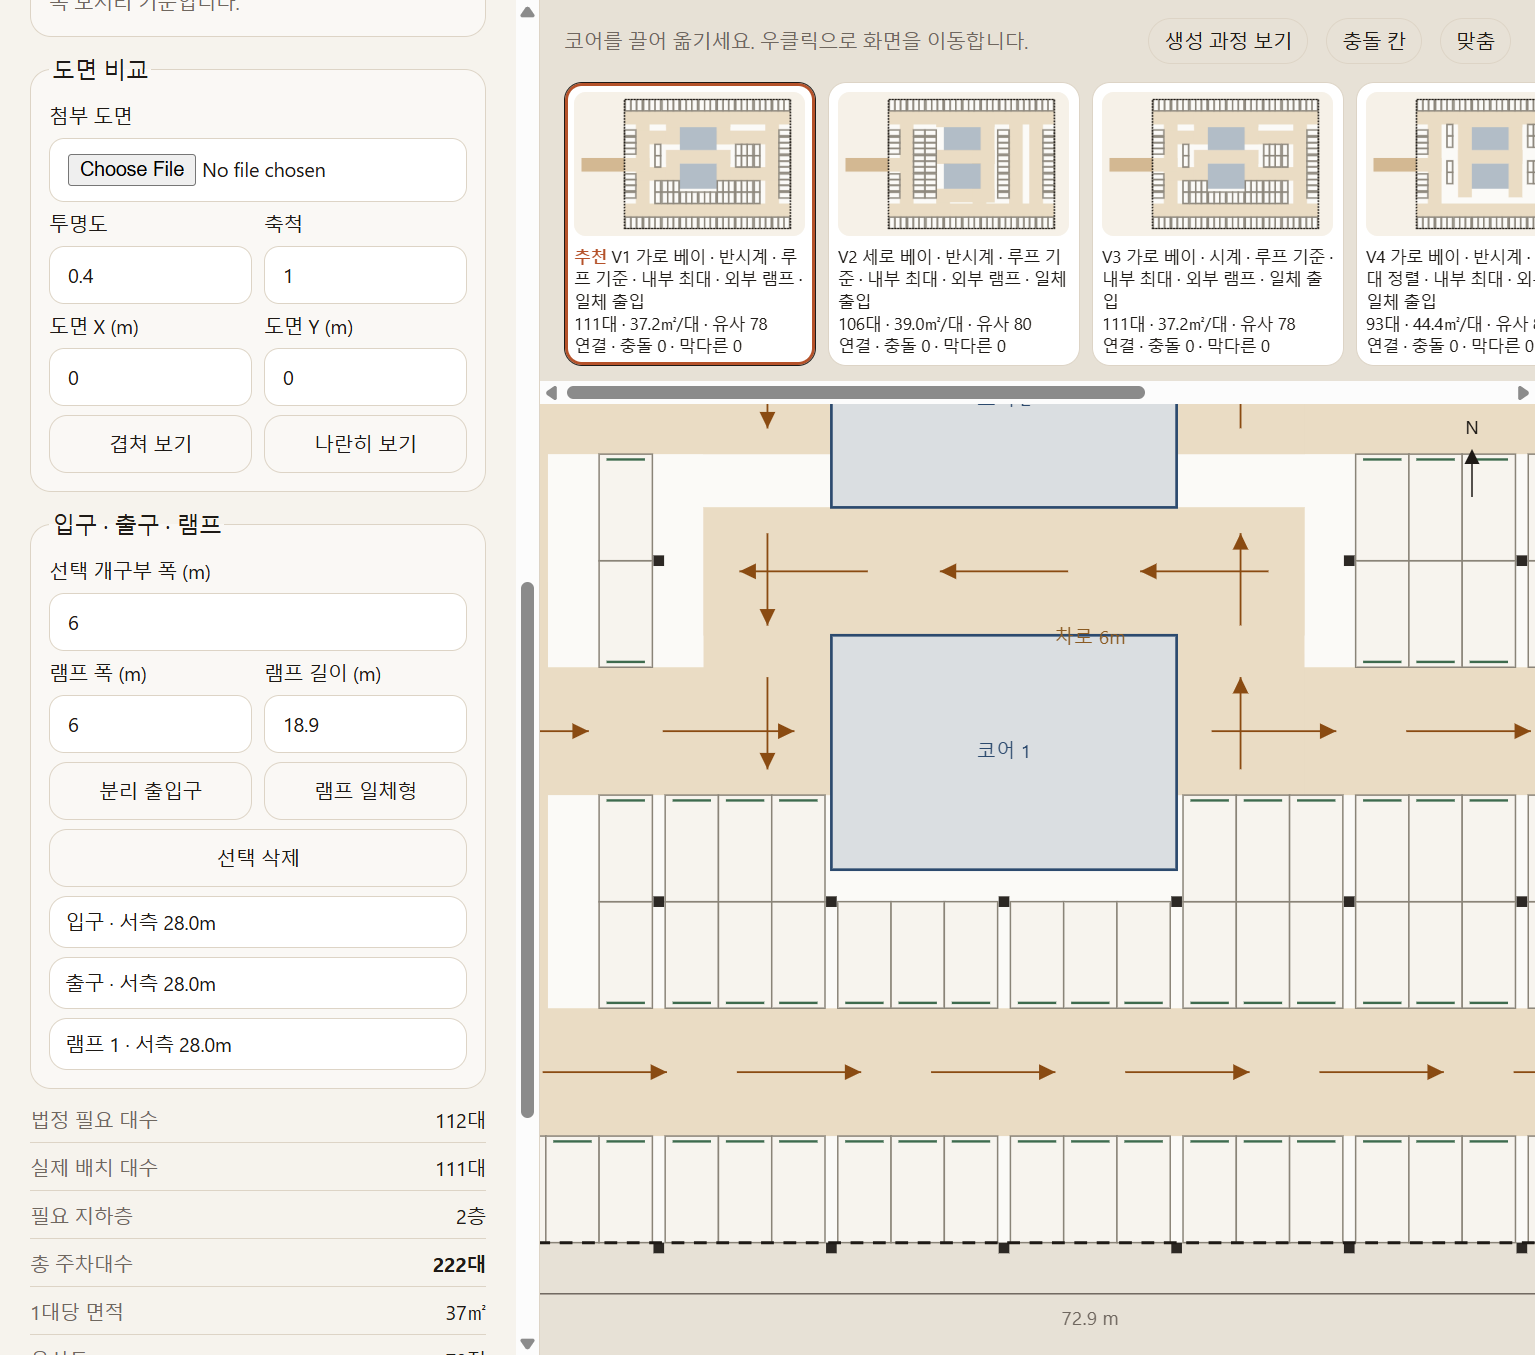 도면 비교
첨부 도면
Choose File No file chosen
투명도
축척
0.4
1
도면 X (m)
도면 Y (m)
0
0
겹쳐 보기
나란히 보기
입구 · 출구 · 램프
선택 개구부 폭 (m)
6
램프 폭 (m)
램프 길이 (m)
6
18.9
분리 출입구
램프 일체형
선택 삭제
입구 · 서측 28.0m
출구 · 서측 28.0m
램프 1 · 서측 28.0m
법정 필요 대수
112대
실제 배치 대수
111대
필요 지하층
2층
총 주차대수
222대
1대당 면적
37㎡
코어를 끌어 옮기세요. 우클릭으로 화면을 이동합니다.
생성 과정 보기
충돌 칸
맞춤
추천 V1 가로 베이 · 반시계 · 루
프 기준 · 내부 최대 · 외부 램프 ·
일체 출입
111대 · 37.2㎡/대 · 유사 78
연결 · 충돌 0 · 막다른 0
V2 세로 베이 · 반시계 · 루프 기
준 · 내부 최대 · 외부 램프 · 일체
출입
106대 · 39.0㎡/대 · 유사 80
연결 · 충돌 0 · 막다른 0
V3 가로 베이 · 시계 · 루프 기준 ·
내부 최대 · 외부 램프 · 일체 출
입
111대 · 37.2㎡/대 · 유사 78
연결 · 충돌 0 · 막다른 0
V4 가로 베이 · 반시계 · 루
대 정렬 · 내부 최대 · 외
일체 출입
93대 · 44.4㎡/대 · 유사
연결 · 충돌 0 · 막다른 0
N
차로 6m
코어 1
72.9 m